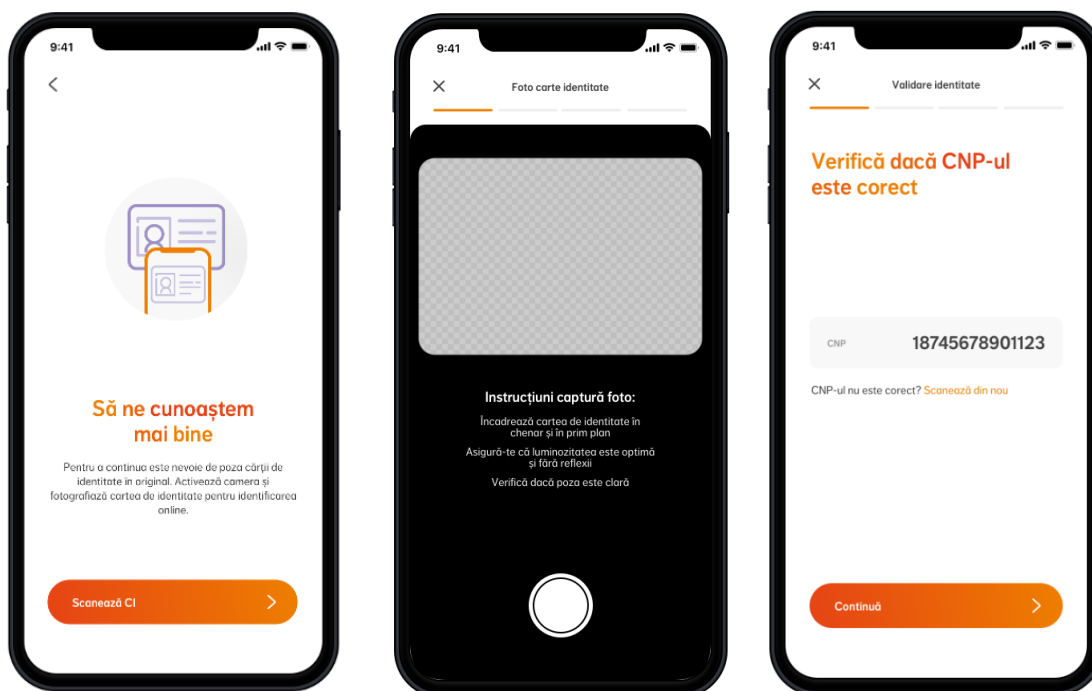 9:41
Să ne cunoaștem
mai bine
Pentru a continua este nevoie de poza cărții de
identitate în original. Activează camera și
fotografiază cartea de identitate pentru identificarea
online.
Scanează CI
9:41
Foto carte identitate
Instrucțiuni captură foto:
Încadrează cartea de identitate în
chenar și în prim plan
Asigură-te că luminozitatea este optimă
și fără reflexii
Verifică dacă poza este clară
9:41
Validare identitate
Verifică dacă CNP-ul
este corect
CNP 18745678901123
CNP-ul nu este corect? Scanează din nou
Continuă